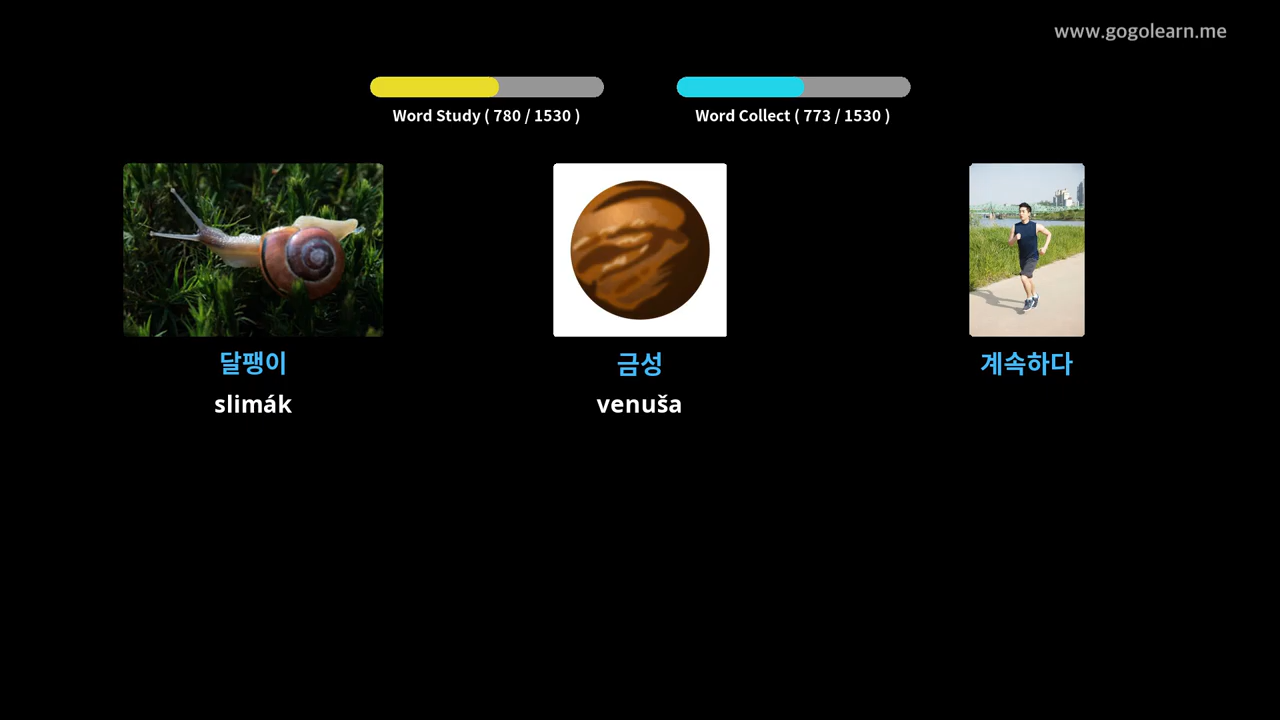 www.gogolearn.me
Word Study ( 780 / 1530 )
Word Collect ( 773 / 1530 )
달팽이
slimák
금성
venuša
계속하다